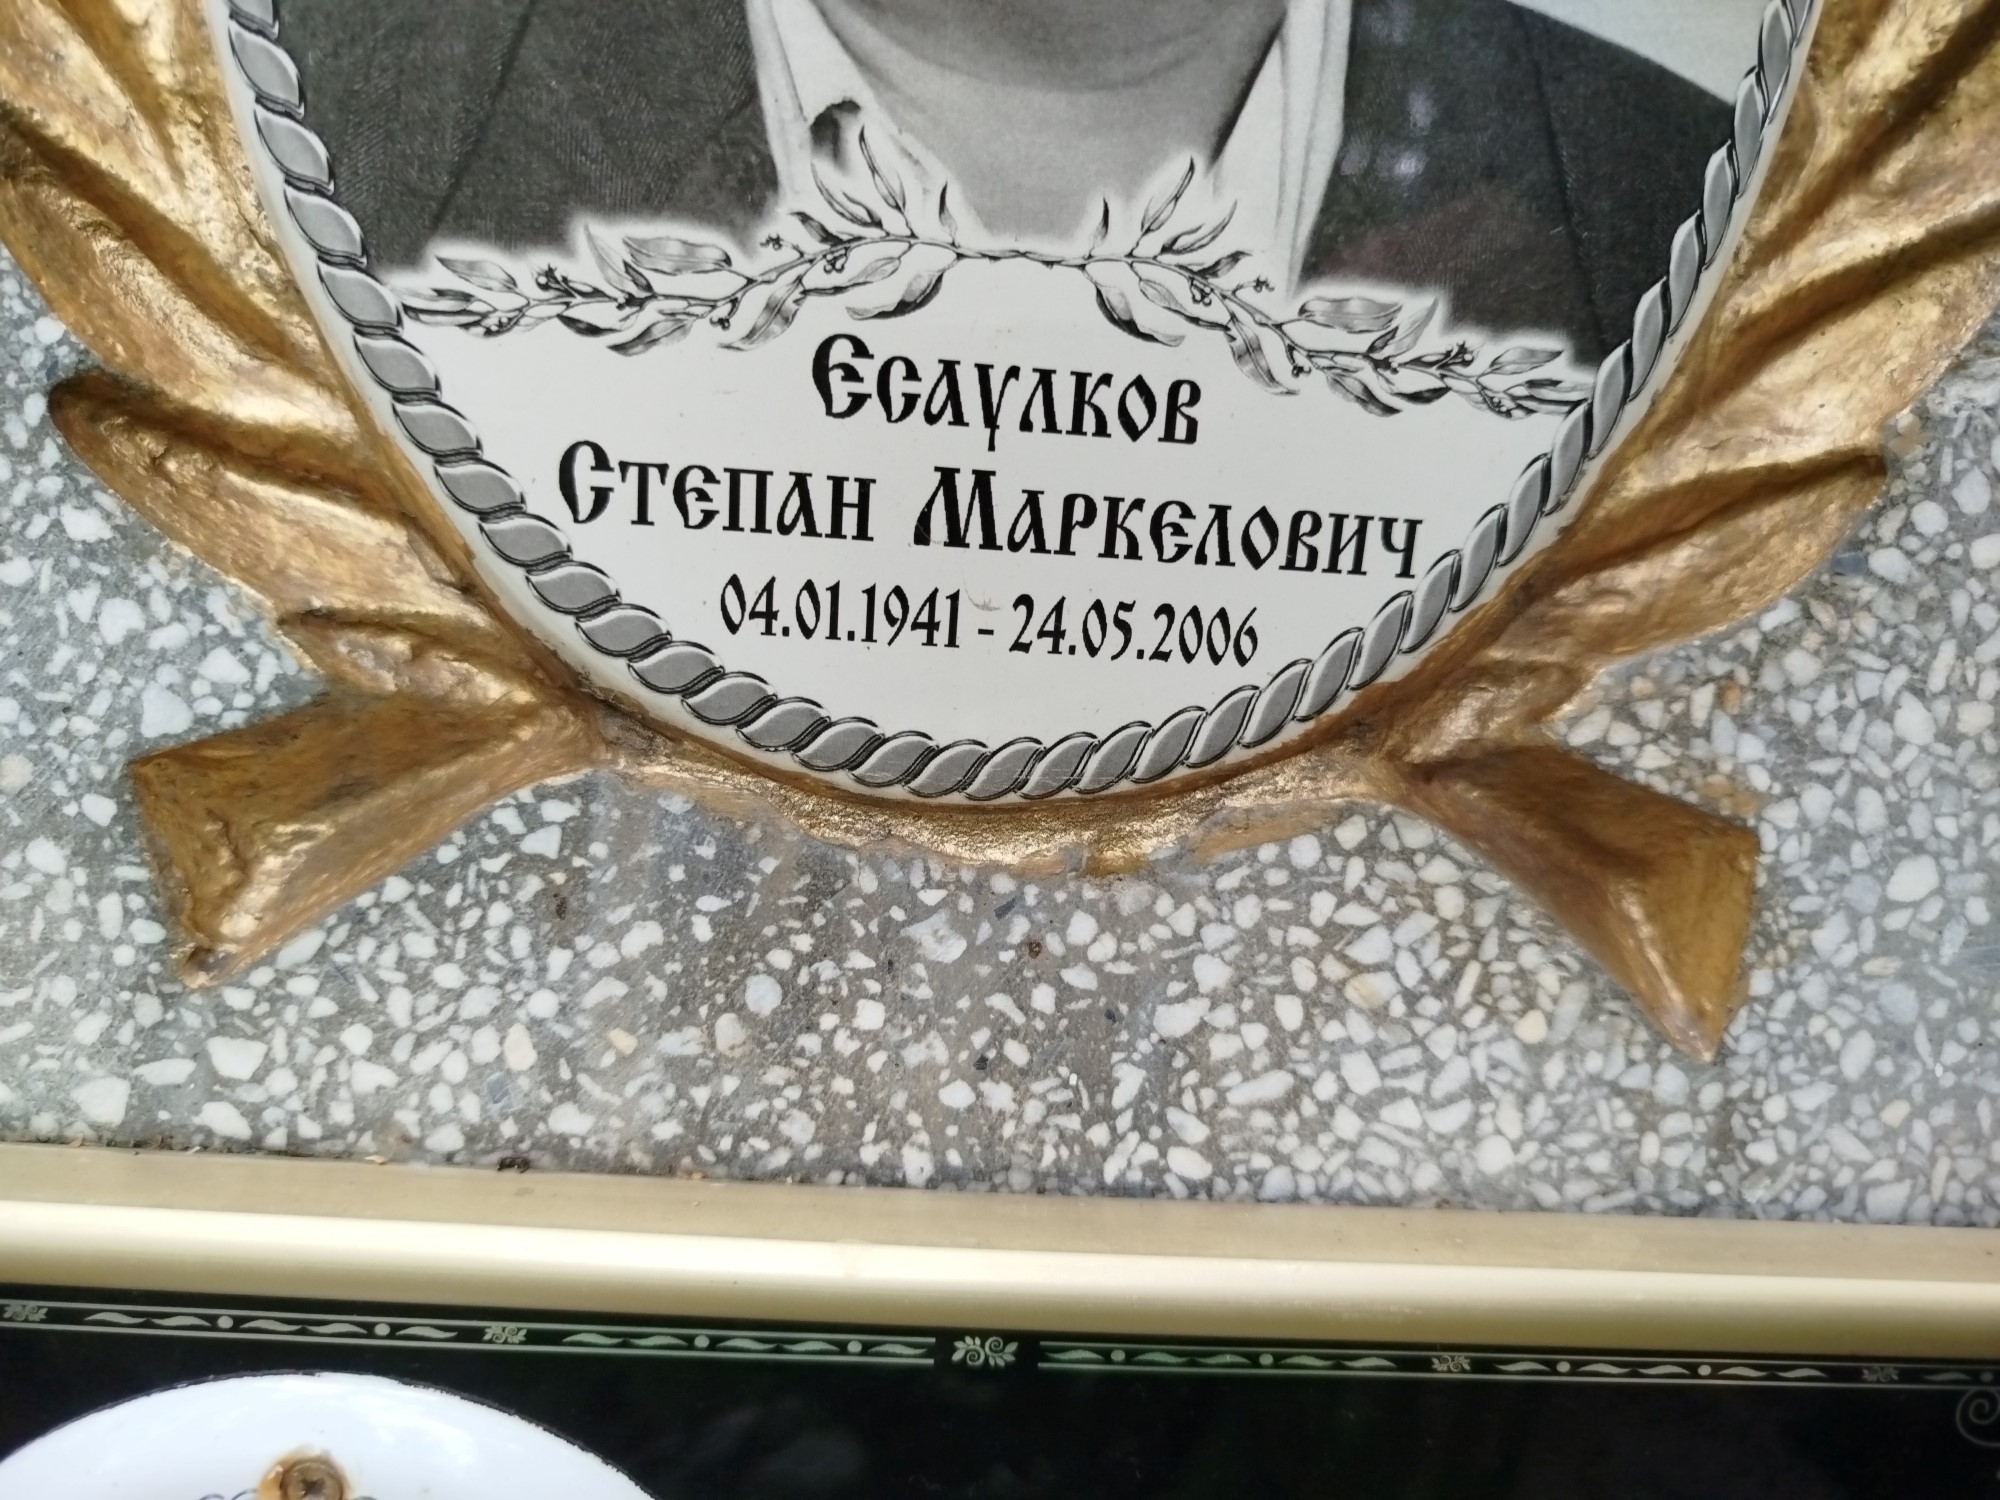 Есаулков
Степан Маркелович
04.01.1941 - 24.05.2006